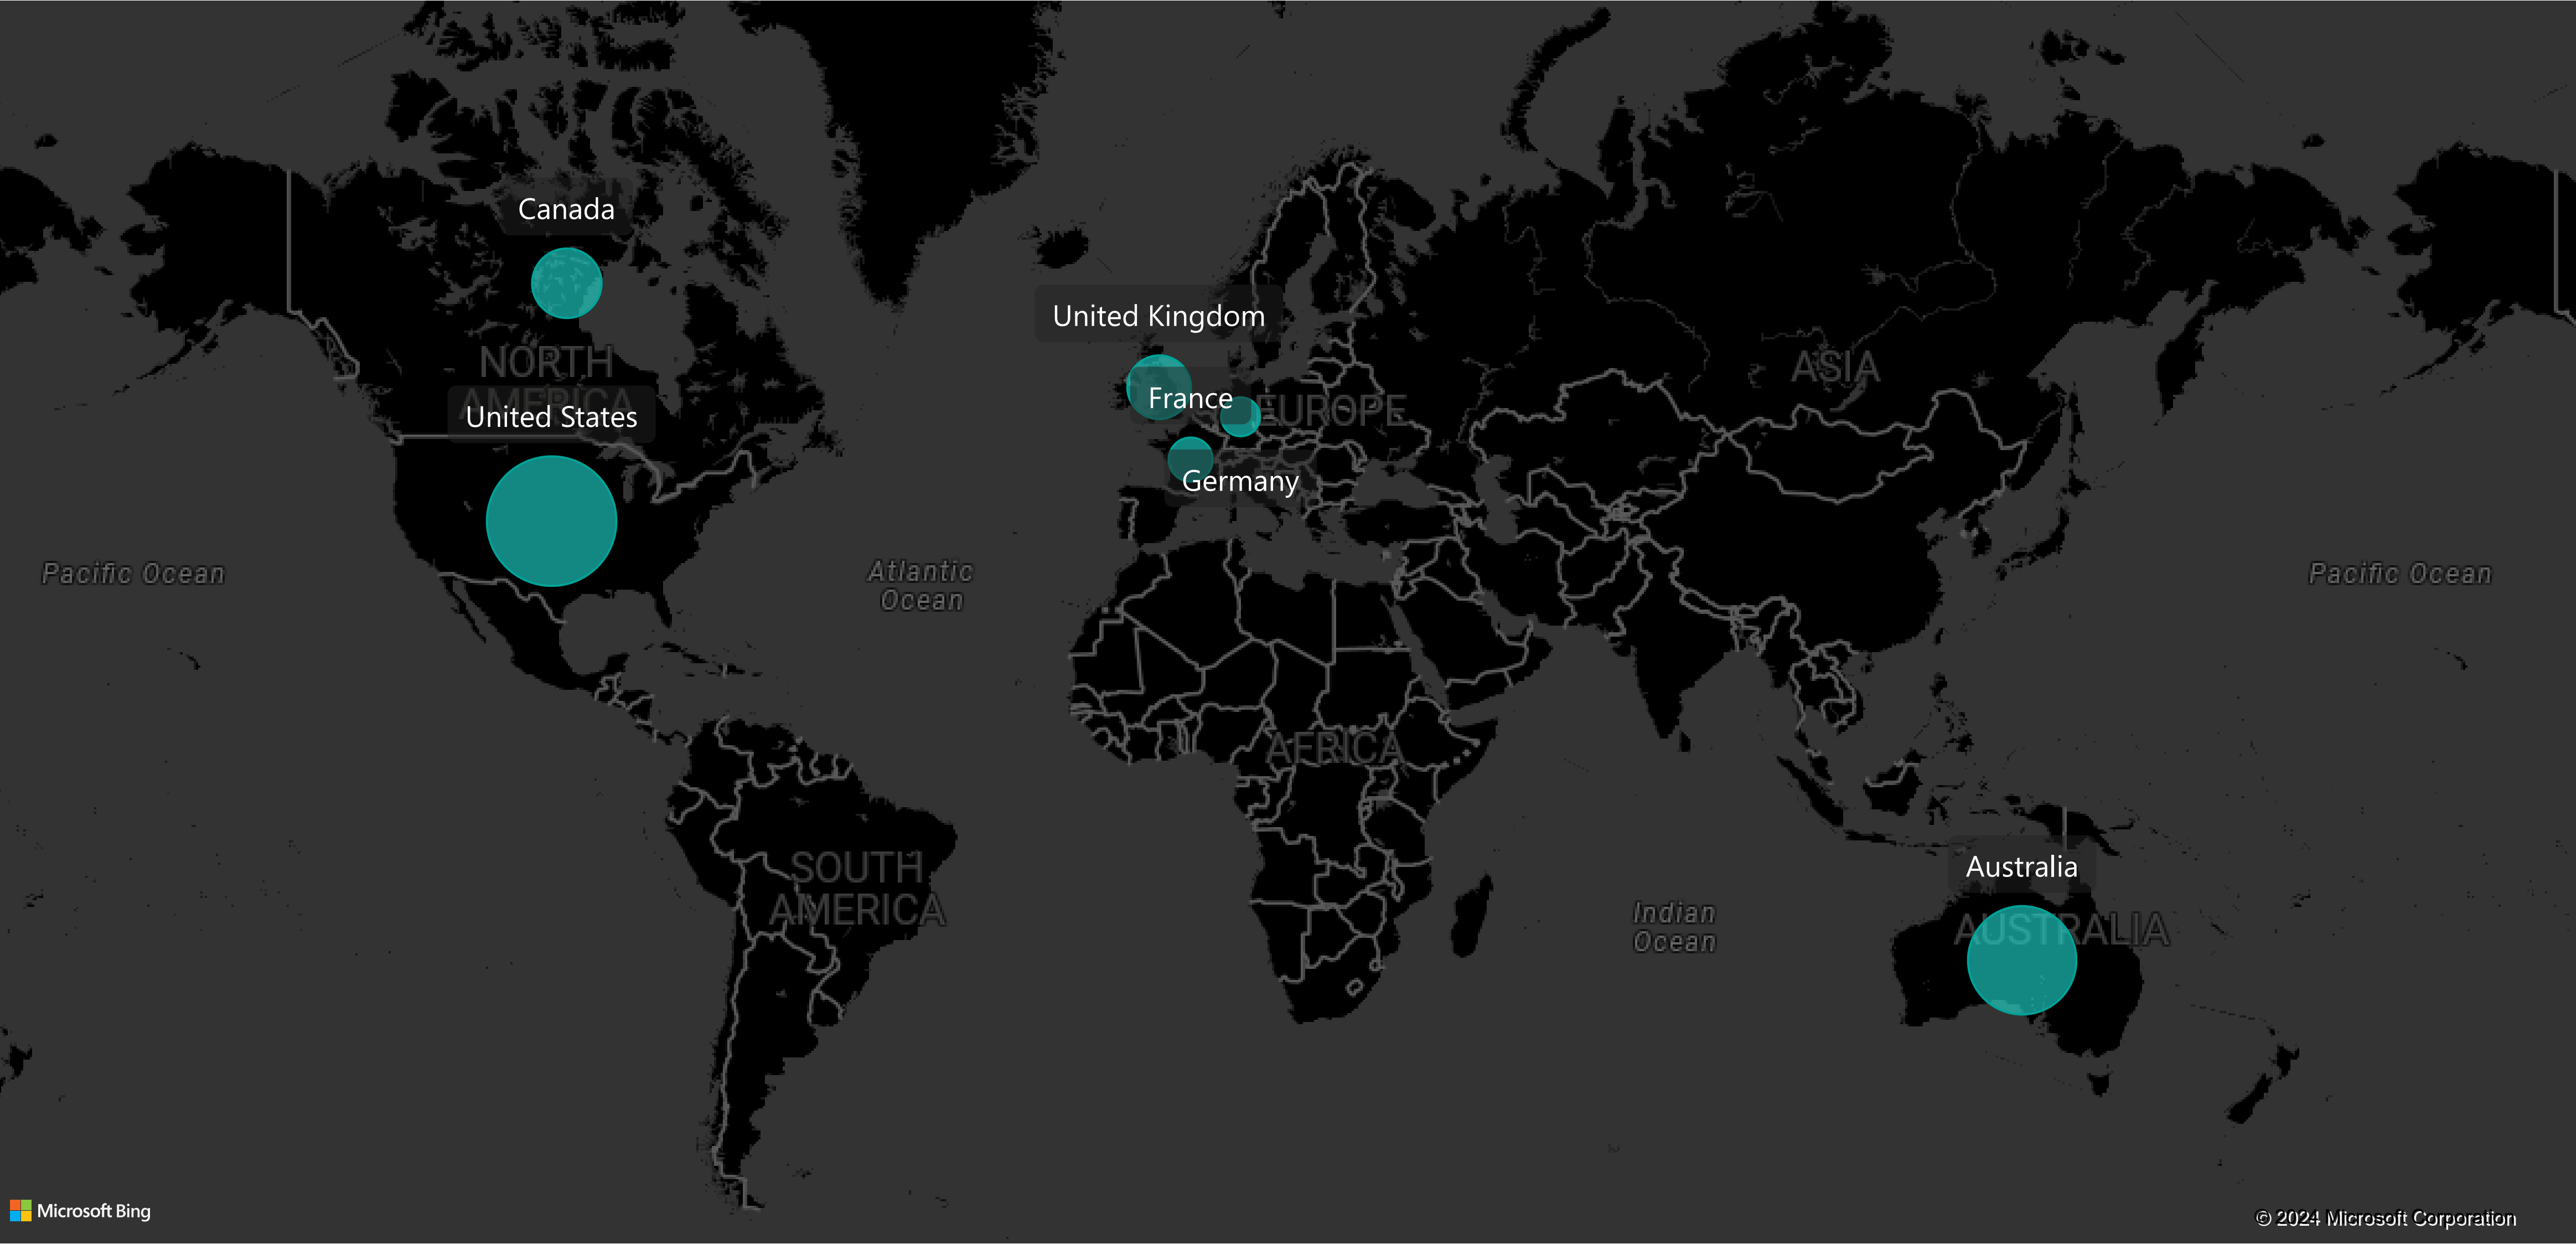 Canada
United Kingdom
NORTH
AMERICA
United States
France
EUROPE
ASIA
Germany
Pacific Ocean
Atlantic
Ocean
Pacific Ocean
AFRICA
SOUTH
AMERICA
Australia
Indian
Ocean
AUSTRALIA
Microsoft Bing
© 2024 Microsoft Corporation